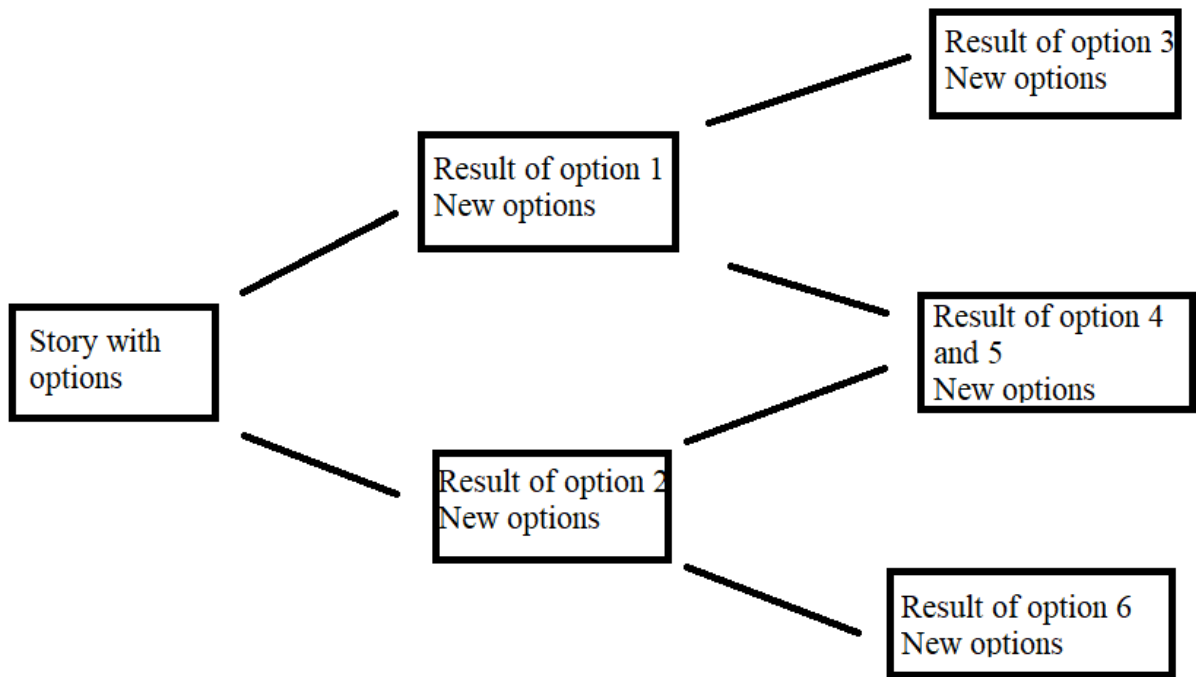 Story with
options
Result of option 1
New options
Result of option 2
New options
Result of option 3
New options
Result of option 4
and 5
New options
Result of option 6
New options